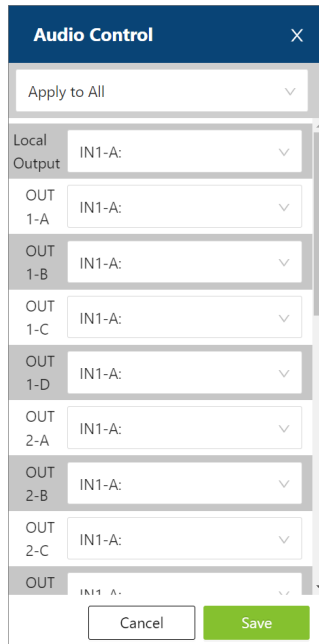 Audio Control
Apply to All
Local
Output
IN1-A:
OUT
1-A
IN1-A:
OUT
1-B
IN1-A:
OUT
1-C
IN1-A:
OUT
1-D
IN1-A:
OUT
2-A
IN1-A:
OUT
2-B
IN1-A:
OUT
2-C
IN1-A:
OUT
IN1-A:
Cancel
Save